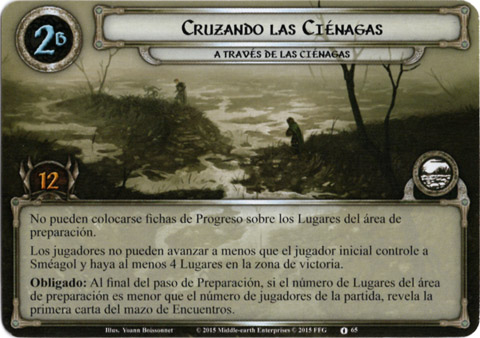 2B
CRUZANDO LAS CIÉNAGAS
A TRAVÉS DE LAS CIÉNAGAS
12
No pueden colocarse fichas de Progreso sobre los Lugares del área de
preparación.
Los jugadores no pueden avanzar a menos que el jugador inicial controle a
Sméagol y haya al menos 4 Lugares en la zona de victoria.
Obligado: Al final del paso de Preparación, si el número de Lugares del área
de preparación es menor que el número de jugadores de la partida, revela la
primera carta del mazo de Encuentros.
Illus. Yoann Boissonnet © 2015 Middle-earth Enterprises © 2015 FFG 65